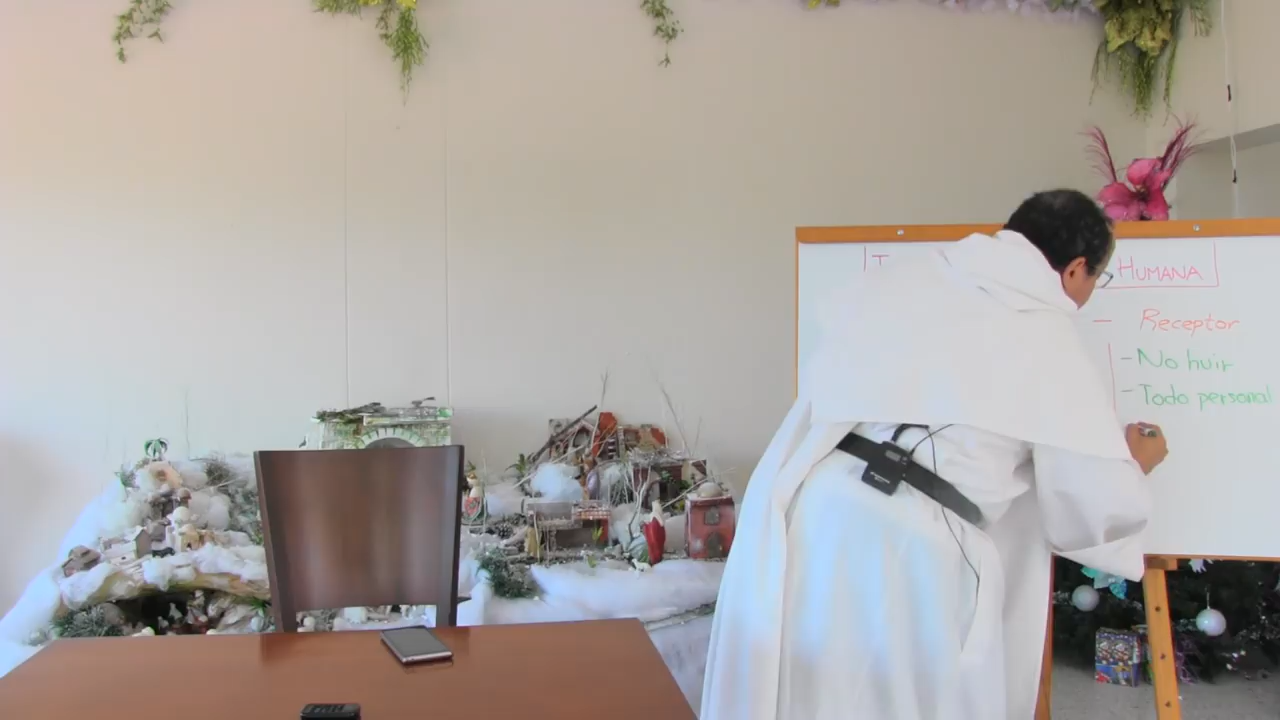 HUMANA
— Receptor
- No huir
- Todo personal